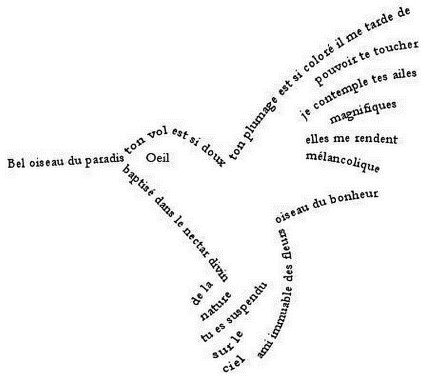 Bel oiseau du paradis
ton vol est si doux
Oeil
ton plumage est si coloré il me tarde de
pouvoir te toucher
je contemple tes ailes
magnifiques
elles me rendent
mélancolique
baptisé dans le nectar divin
de la
nature
tu es suspendu
sur le
ciel
ami immuable des fleurs
oiseau du bonheur